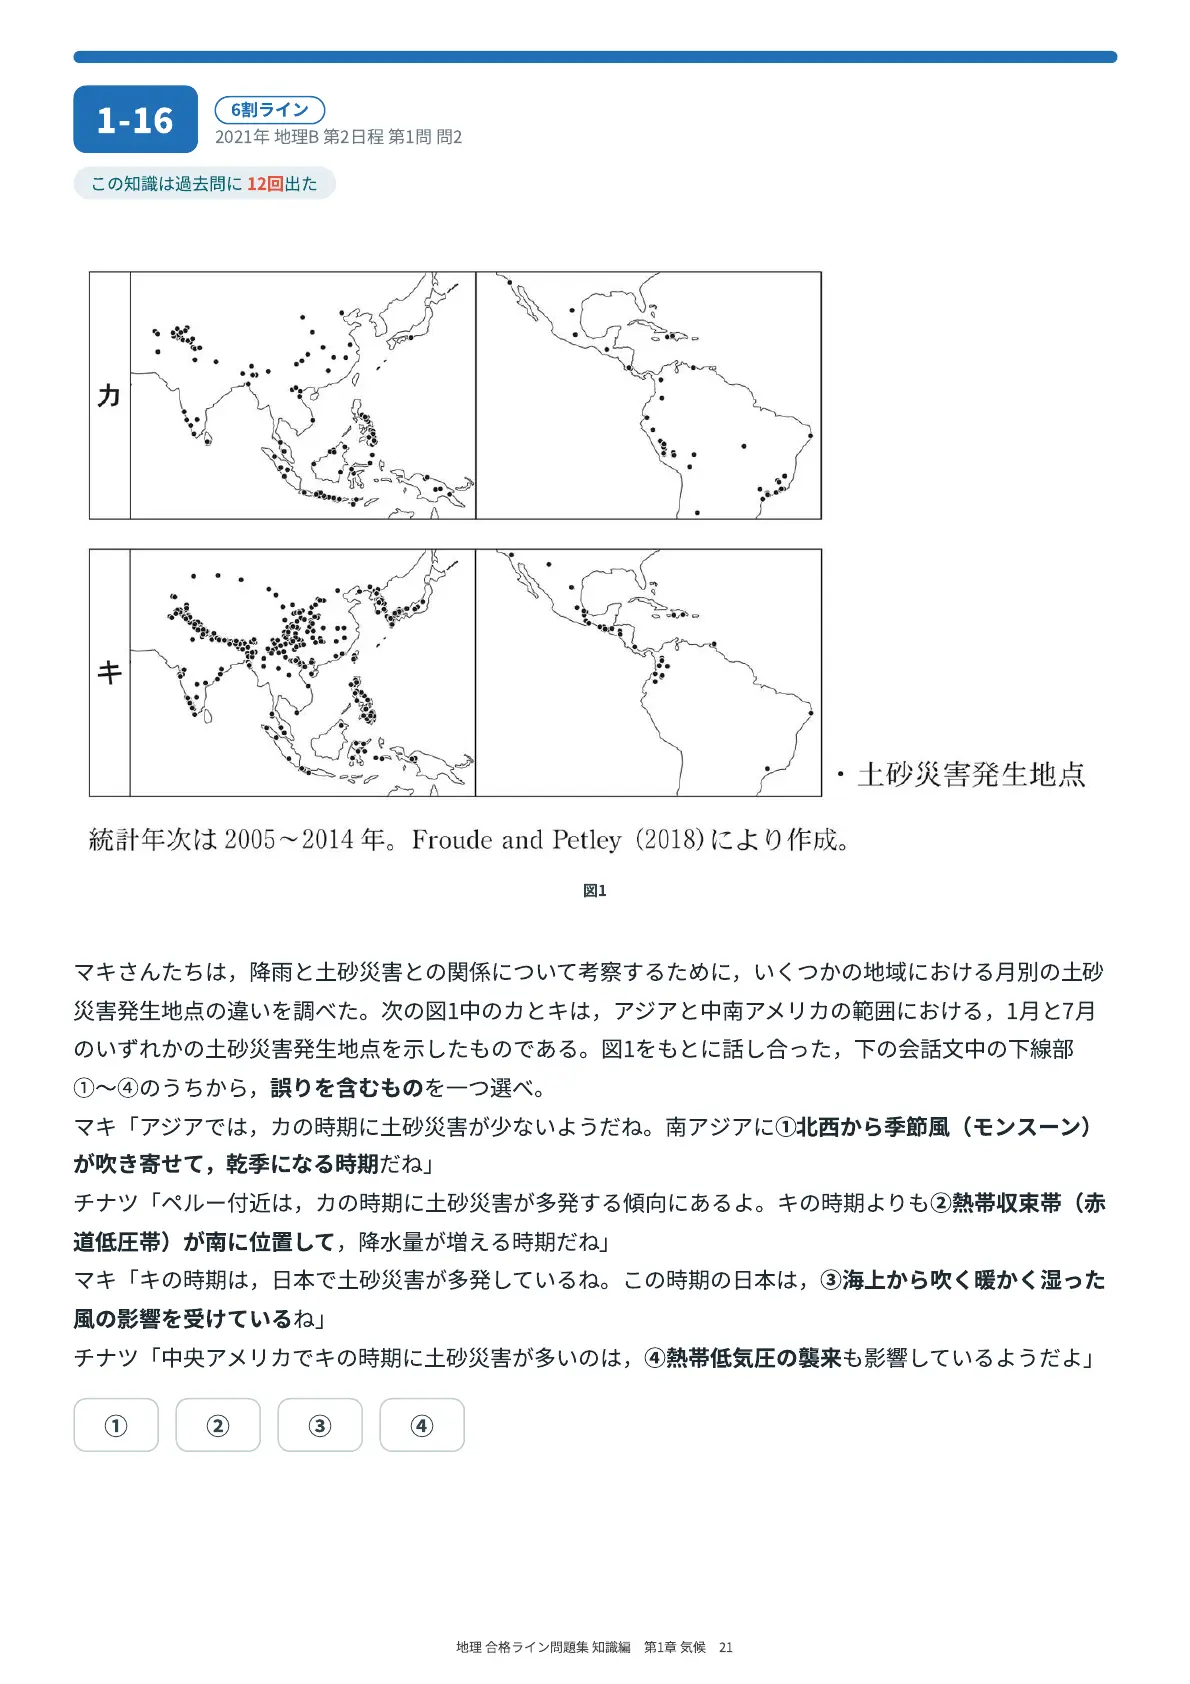 1-16
6割ライン
2021年 地理B 第2日程 第1問 問2
この知識は過去問に 12回出た
カ
キ
・土砂災害発生地点
統計年次は 2005〜2014 年。Froude and Petley (2018)により作成。
図1
マキさんたちは，降雨と土砂災害との関係について考察するために，いくつかの地域における月別の土砂
災害発生地点の違いを調べた。次の図1中のカとキは，アジアと中南アメリカの範囲における，1月と7月
のいずれかの土砂災害発生地点を示したものである。図1をもとに話し合った，下の会話文中の下線部
①〜④のうちから，誤りを含むものを一つ選べ。
マキ「アジアでは，カの時期に土砂災害が少ないようだね。南アジアに①北西から季節風（モンスーン）
が吹き寄せて，乾季になる時期だね」
チナツ「ペルー付近は，カの時期に土砂災害が多発する傾向にあるよ。キの時期よりも②熱帯収束帯（赤
道低圧帯）が南に位置して，降水量が増える時期だね」
マキ「キの時期は，日本で土砂災害が多発しているね。この時期の日本は，③海上から吹く暖かく湿った
風の影響を受けているね」
チナツ「中央アメリカでキの時期に土砂災害が多いのは，④熱帯低気圧の襲来も影響しているようだよ」
① ② ③ ④
地理 合格ライン問題集 知識編　第1章 気候　21